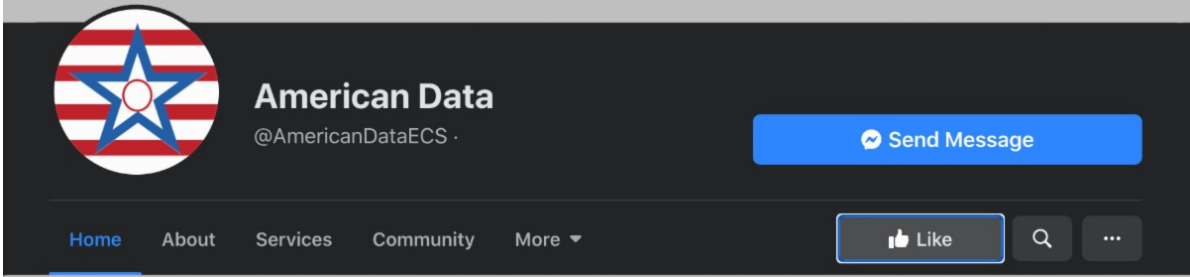 American Data
@AmericanDataECS ·
Send Message
Home About Services Community More
Like